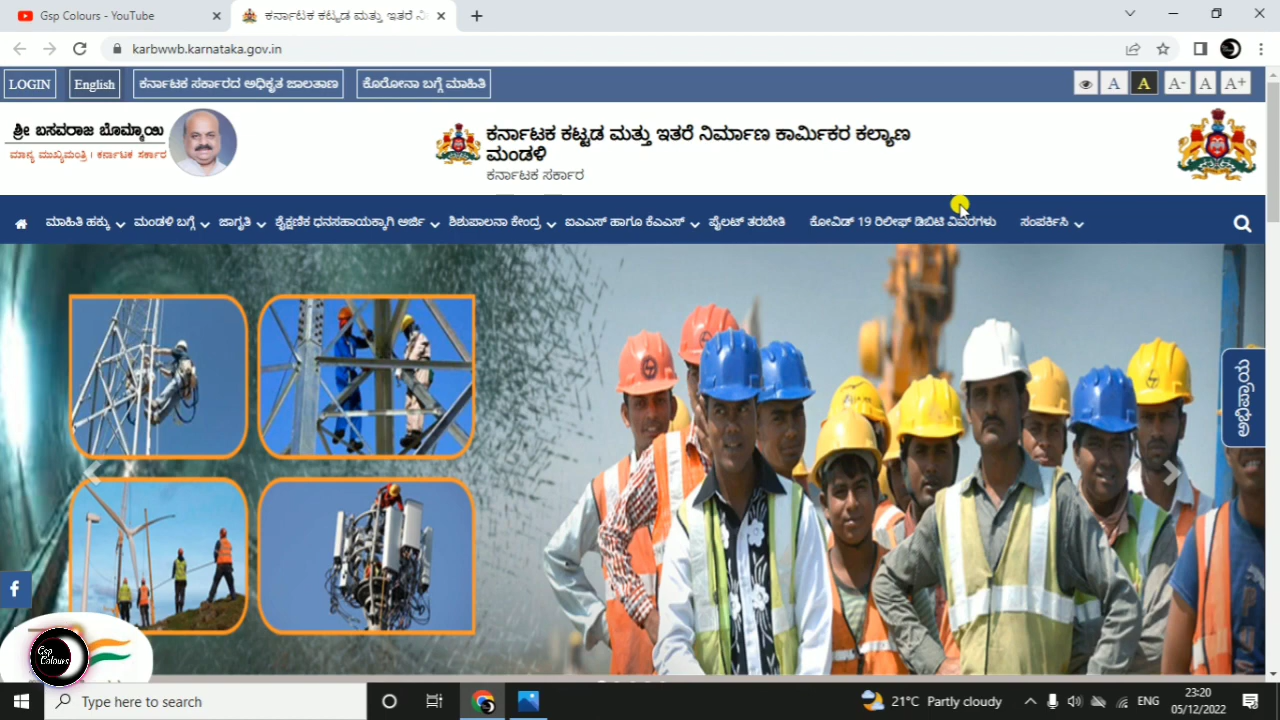 Gsp Colours - YouTube
ಕರ್ನಾಟಕ ಕಟ್ಟಡ ಮತ್ತು ಇತರೆ ನಿ
karbwwb.karnataka.gov.in
LOGIN English ಕರ್ನಾಟಕ ಸರ್ಕಾರದ ಅಧಿಕೃತ ಜಾಲತಾಣ ಕೊರೋನಾ ಬಗ್ಗೆ ಮಾಹಿತಿ A A A- A A+
ಶ್ರೀ ಬಸವರಾಜ ಬೊಮ್ಮಾಯಿ
ಮಾನ್ಯ ಮುಖ್ಯಮಂತ್ರಿ | ಕರ್ನಾಟಕ ಸರ್ಕಾರ
ಕರ್ನಾಟಕ ಕಟ್ಟಡ ಮತ್ತು ಇತರೆ ನಿರ್ಮಾಣ ಕಾರ್ಮಿಕರ ಕಲ್ಯಾಣ
ಮಂಡಳಿ
ಕರ್ನಾಟಕ ಸರ್ಕಾರ
ಮಾಹಿತಿ ಹಕ್ಕು ಮಂಡಳಿ ಬಗ್ಗೆ ಜಾಗೃತಿ ಶೈಕ್ಷಣಿಕ ಧನಸಹಾಯಕ್ಕಾಗಿ ಅರ್ಜಿ ಶಿಶುಪಾಲನಾ ಕೇಂದ್ರ ಐಎಎಸ್ ಹಾಗೂ ಕೆಎಎಸ್ ಪೈಲಟ್ ತರಬೇತಿ ಕೋವಿಡ್ 19 ರಿಲೀಫ್ ಡಿಬಿಟಿ ವಿವರಗಳು ಸಂಪರ್ಕಿಸಿ
ಅಭಿಪ್ರಾಯ
f
Gsp
Colours
Type here to search
21°C Partly cloudy
ENG
23:20
05/12/2022